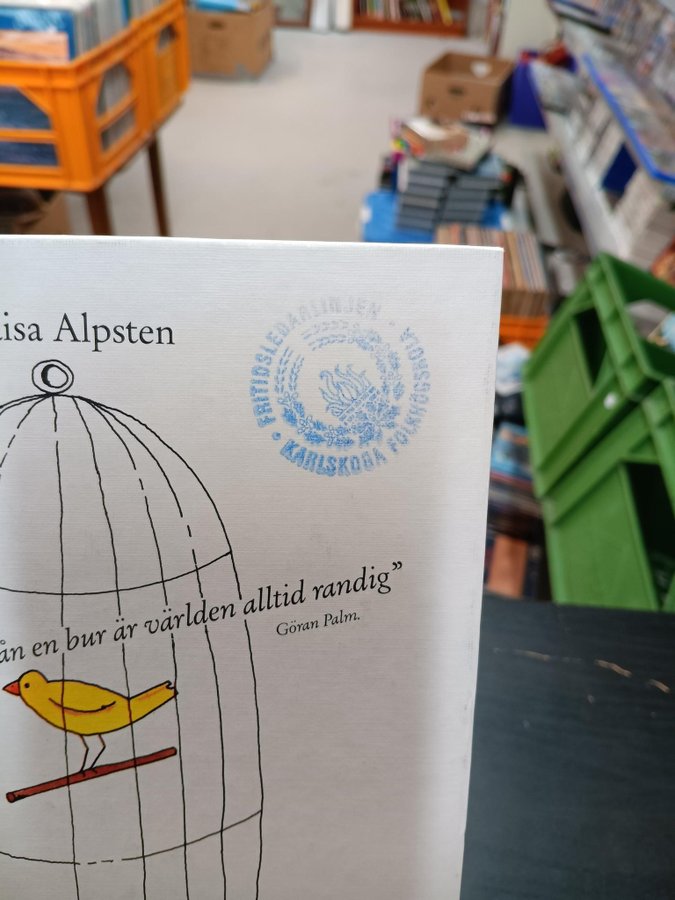 isa Alpsten
FRITIDSLEDARLINJEN
KARLSKOGA FOLKHÖGSKOLA
ån en bur är världen alltid randig”
Göran Palm.